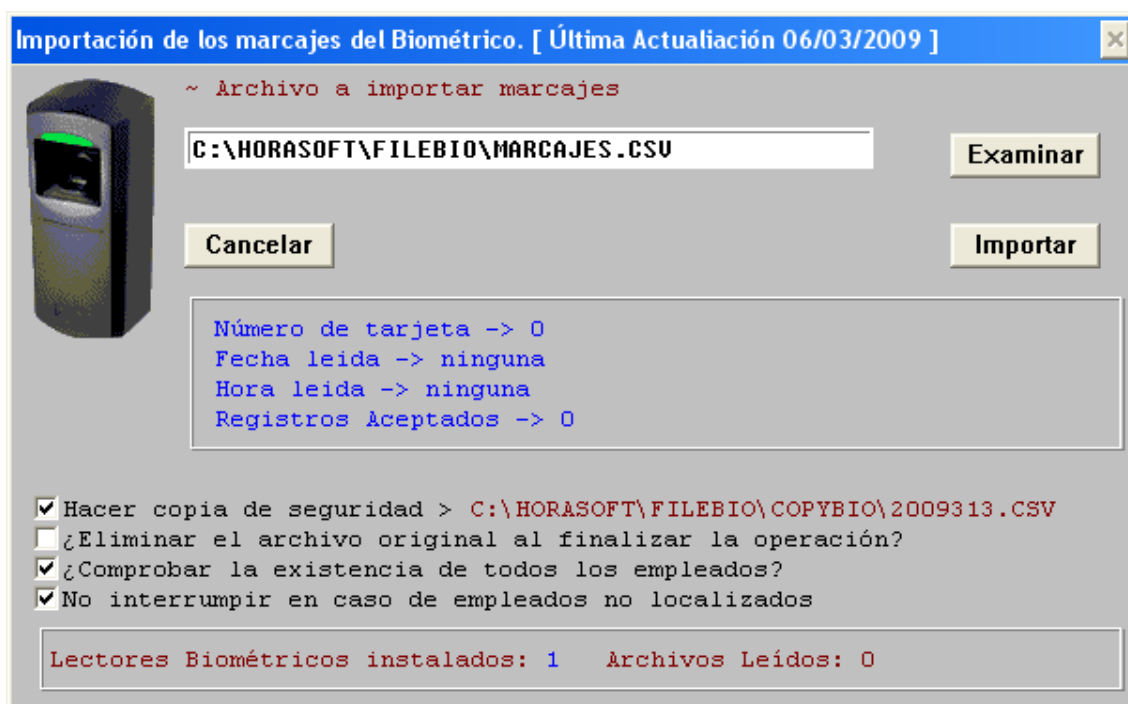 Importación de los marcajes del Biométrico. [ Última Actualiación 06/03/2009 ]
~ Archivo a importar marcajes
C:\HORASOFT\FILEBIO\MARCAJES.CSV
Examinar
Cancelar
Importar
Número de tarjeta -> 0
Fecha leida -> ninguna
Hora leida -> ninguna
Registros Aceptados -> 0
Hacer copia de seguridad > C:\HORASOFT\FILEBIO\COPYBIO\2009313.CSV
¿Eliminar el archivo original al finalizar la operación?
¿Comprobar la existencia de todos los empleados?
No interrumpir en caso de empleados no localizados
Lectores Biométricos instalados: 1 Archivos Leídos: 0